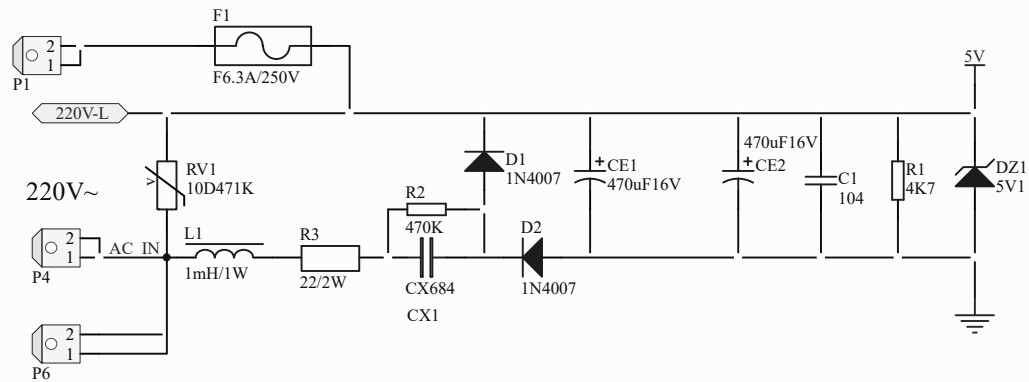 F1
2
1
P1
F6.3A/250V
5V
220V-L
220V~
RV1
10D471K
V
D1
1N4007
+
CE1
470uF16V
470uF16V
+
CE2
C1
104
R1
4K7
DZ1
5V1
R2
470K
D2
1N4007
P4
2
1
AC IN
L1
1mH/1W
R3
22/2W
CX684
CX1
2
1
P6